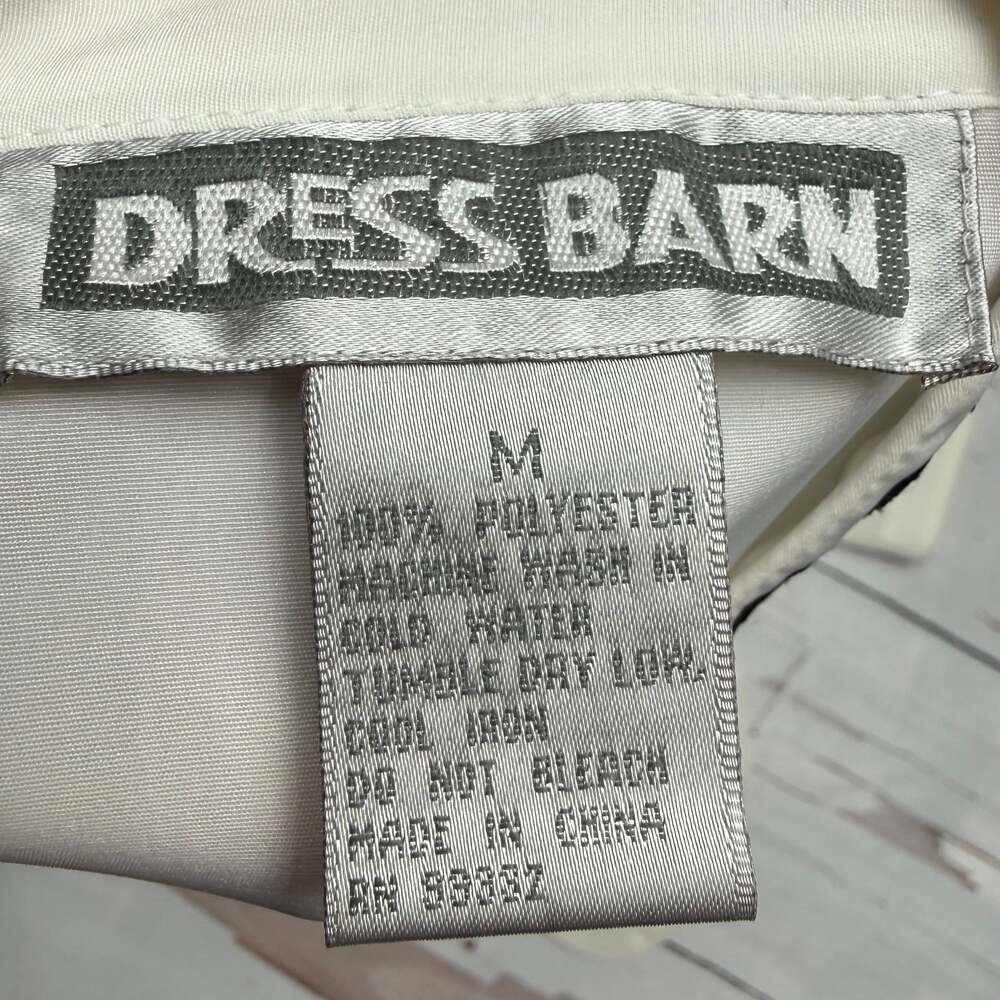 DRESS BARN
M
100% POLYESTER
MACHINE WASH IN
COLD WATER
TUMBLE DRY LOW.
COOL IRON
DO NOT BLEACH
MADE IN CHINA
RN